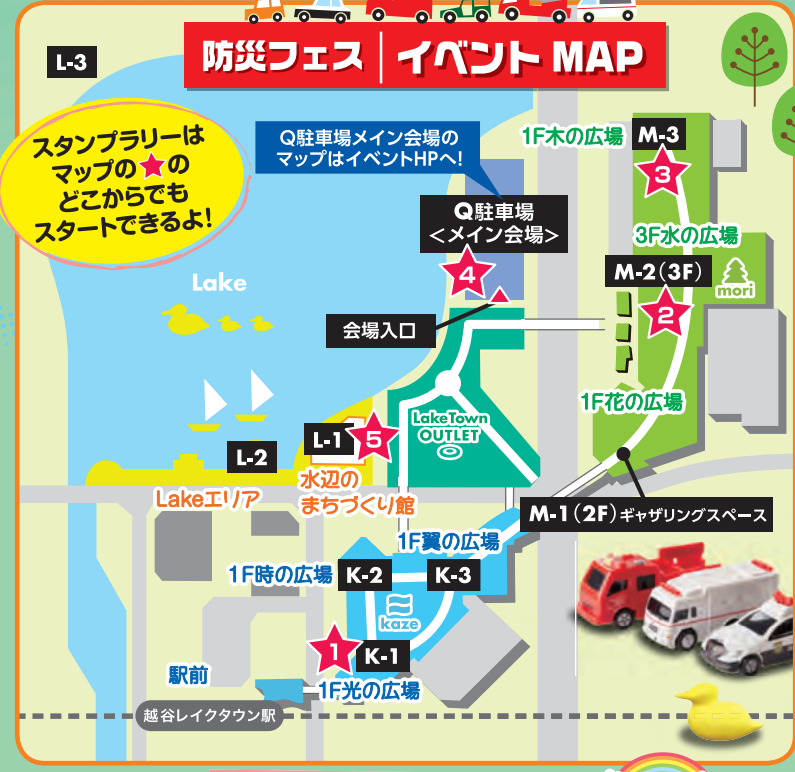 防災フェス イベント MAP
L-3
スタンプラリーは
マップの★の
どこからでも
スタートできるよ!
Q駐車場メイン会場の
マップはイベントHPへ!
1F木の広場
M-3
3
Q駐車場
<メイン会場>
4
3F水の広場
M-2(3F)
mori
2
Lake
会場入口
1F花の広場
LakeTown
OUTLET
L-1
5
L-2
水辺の
まちづくり館
Lakeエリア
M-1(2F)ギャザリングスペース
1F翼の広場
1F時の広場
K-2
K-3
kaze
1
K-1
駅前
1F光の広場
越谷レイクタウン駅